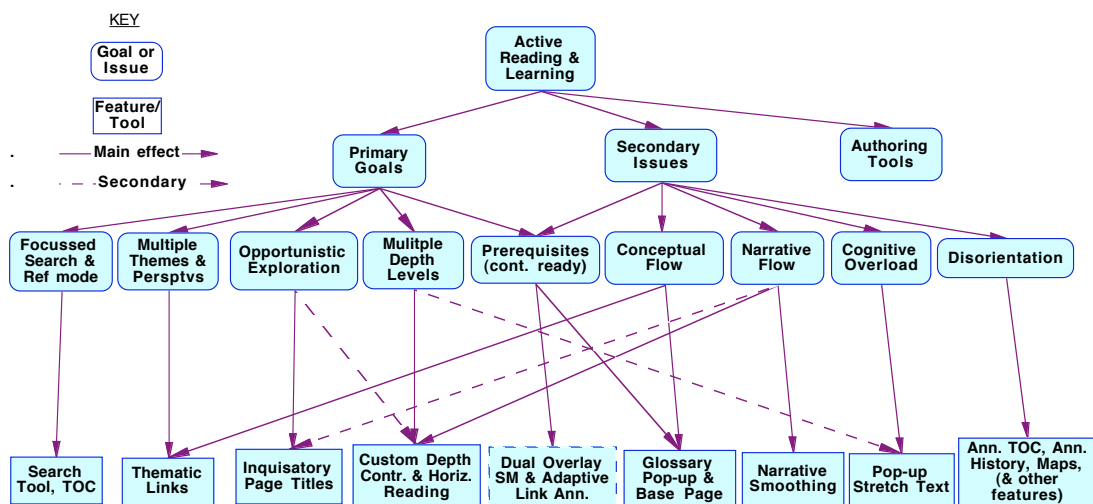 KEY
Goal or
Issue
Feature/
Tool
. Main effect
. Secondary
Active
Reading &
Learning
Primary
Goals
Secondary
Issues
Authoring
Tools
Focussed
Search &
Ref mode
Multiple
Themes &
Persptvs
Opportunistic
Exploration
Mulitple
Depth
Levels
Prerequisites
(cont. ready)
Conceptual
Flow
Narrative
Flow
Cognitive
Overload
Disorientation
Search
Tool, TOC
Thematic
Links
Inquisatory
Page Titles
Custom Depth
Contr. & Horiz.
Reading
Dual Overlay
SM & Adaptive
Link Ann.
Glossary
Pop-up &
Base Page
Narrative
Smoothing
Pop-up
Stretch Text
Ann. TOC, Ann.
History, Maps,
(& other
features)